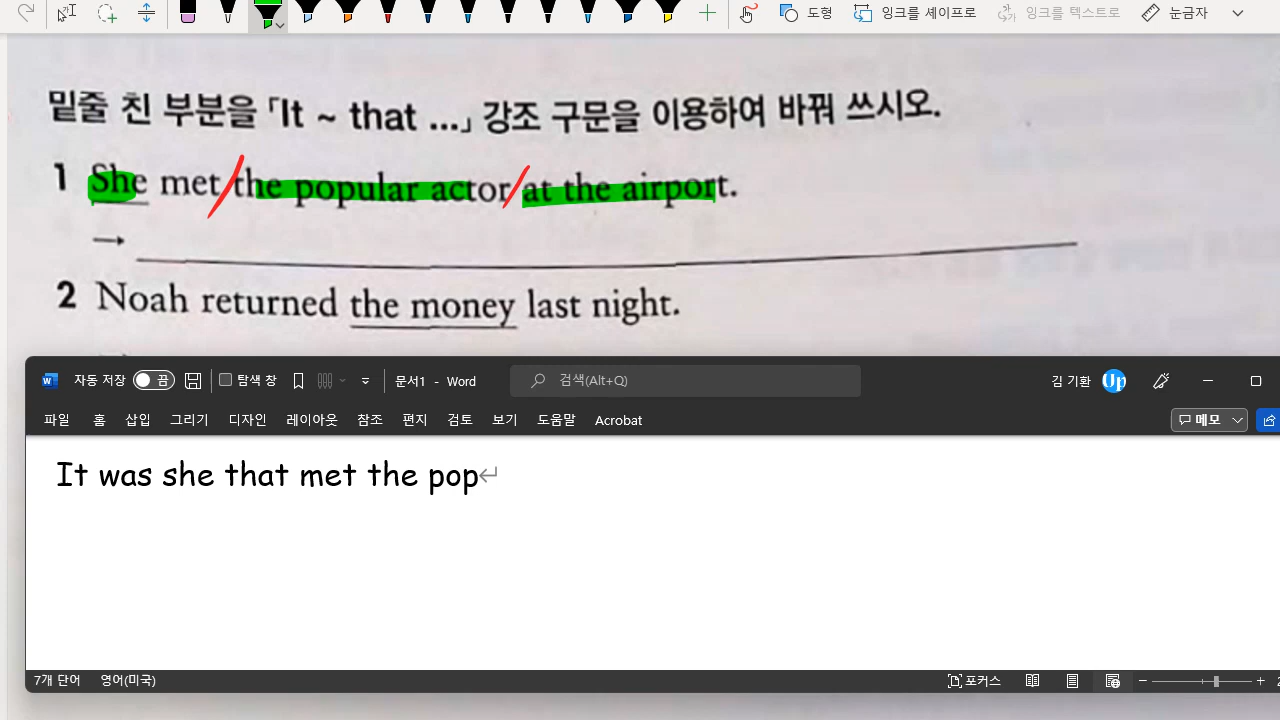 도형
잉크를 셰이프로
잉크를 텍스트로
눈금자
밑줄 친 부분을 「It ~ that ...」 강조 구문을 이용하여 바꿔 쓰시오.
1 She met the popular actor at the airport.
→
2 Noah returned the money last night.
자동 저장 끔 탐색 창 문서1 - Word 검색(Alt+Q) 김 기환 Up
파일 홈 삽입 그리기 디자인 레이아웃 참조 편지 검토 보기 도움말 Acrobat 메모
It was she that met the pop
7개 단어 영어(미국) 포커스